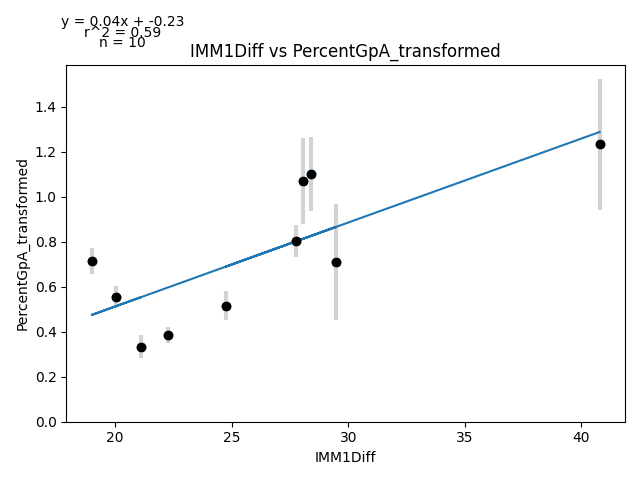 y = 0.04x + -0.23
r^2 = 0.59
n = 10
IMM1Diff vs PercentGpA_transformed
PercentGpA_transformed
1.4
1.2
1.0
0.8
0.6
0.4
0.2
0.0
20 25 30 35 40
IMM1Diff